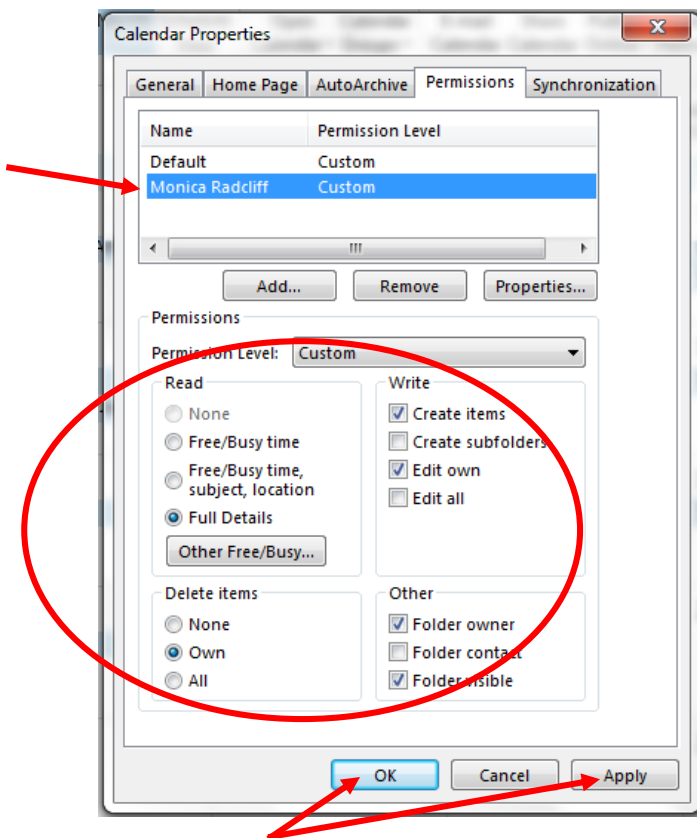 Calendar Properties
General Home Page AutoArchive Permissions Synchronization
Name Permission Level
Default Custom
Monica Radcliff Custom
Add... Remove Properties...
Permissions
Permission Level: Custom
Read Write
None Create items
Free/Busy time Create subfolders
Free/Busy time, Edit own
subject, location Edit all
Full Details
Other Free/Busy...
Delete items Other
None Folder owner
Own Folder contact
All Folder visible
OK Cancel Apply